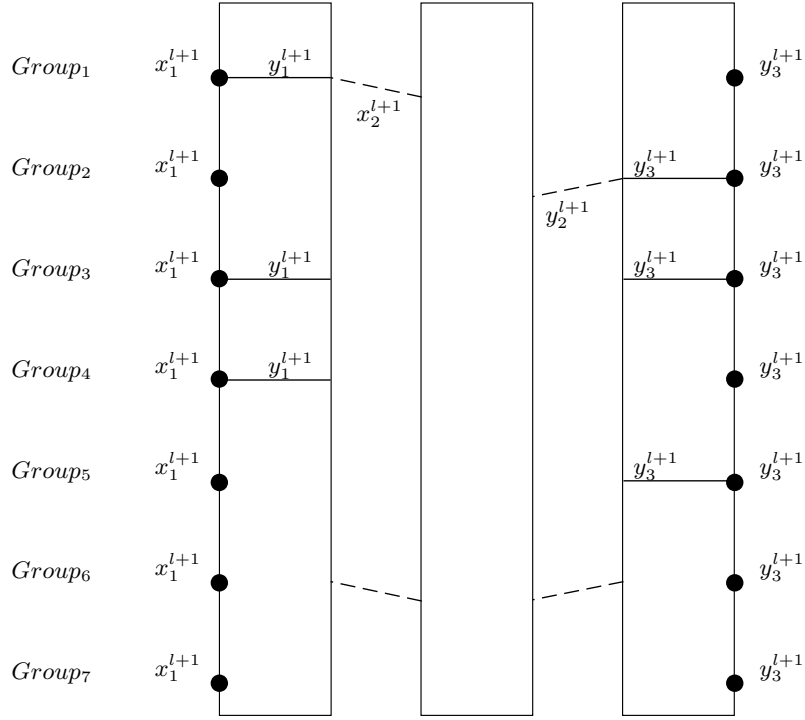 Group₁ x₁^{l+1} y₁^{l+1} y₃^{l+1}
x₂^{l+1}
Group₂ x₁^{l+1} y₃^{l+1} y₃^{l+1}
y₂^{l+1}
Group₃ x₁^{l+1} y₁^{l+1} y₃^{l+1} y₃^{l+1}
Group₄ x₁^{l+1} y₁^{l+1} y₃^{l+1}
Group₅ x₁^{l+1} y₃^{l+1} y₃^{l+1}
Group₆ x₁^{l+1} y₃^{l+1}
Group₇ x₁^{l+1} y₃^{l+1}